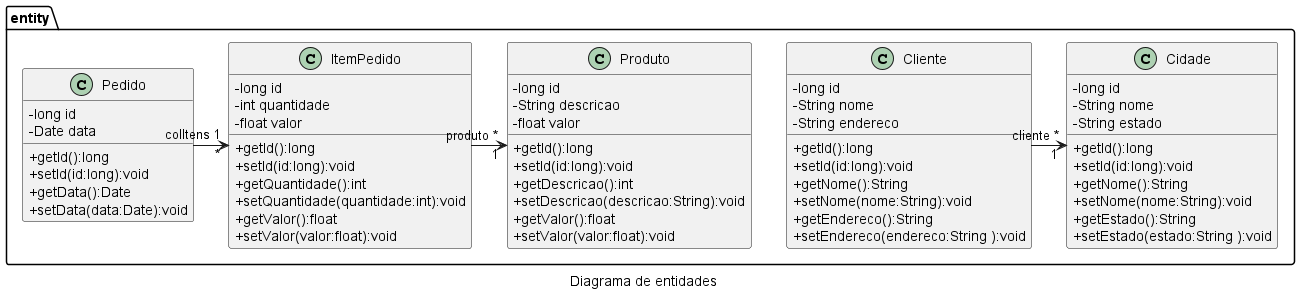 entity
C Pedido
-long id
-Date data
+getId():long
+setId(id:long):void
+getData():Date
+setData(data:Date):void
colItens 1
*
C ItemPedido
-long id
-int quantidade
-float valor
+getId():long
+setId(id:long):void
+getQuantidade():int
+setQuantidade(quantidade:int):void
+getValor():float
+setValor(valor:float):void
produto *
1
C Produto
-long id
-String descricao
-float valor
+getId():long
+setId(id:long):void
+getDescricao():int
+setDescricao(descricao:String):void
+getValor():float
+setValor(valor:float):void
C Cliente
-long id
-String nome
-String endereco
+getId():long
+setId(id:long):void
+getNome():String
+setNome(nome:String):void
+getEndereco():String
+setEndereco(endereco:String ):void
cliente *
1
C Cidade
-long id
-String nome
-String estado
+getId():long
+setId(id:long):void
+getNome():String
+setNome(nome:String):void
+getEstado():String
+setEstado(estado:String ):void
Diagrama de entidades